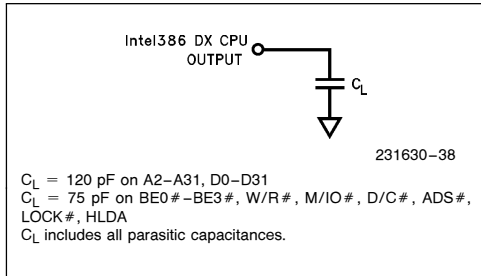 Intel386 DX CPU
OUTPUT
CL
231630–38
CL = 120 pF on A2–A31, D0–D31
CL = 75 pF on BE0#–BE3#, W/R#, M/IO#, D/C#, ADS#,
LOCK#, HLDA
CL includes all parasitic capacitances.